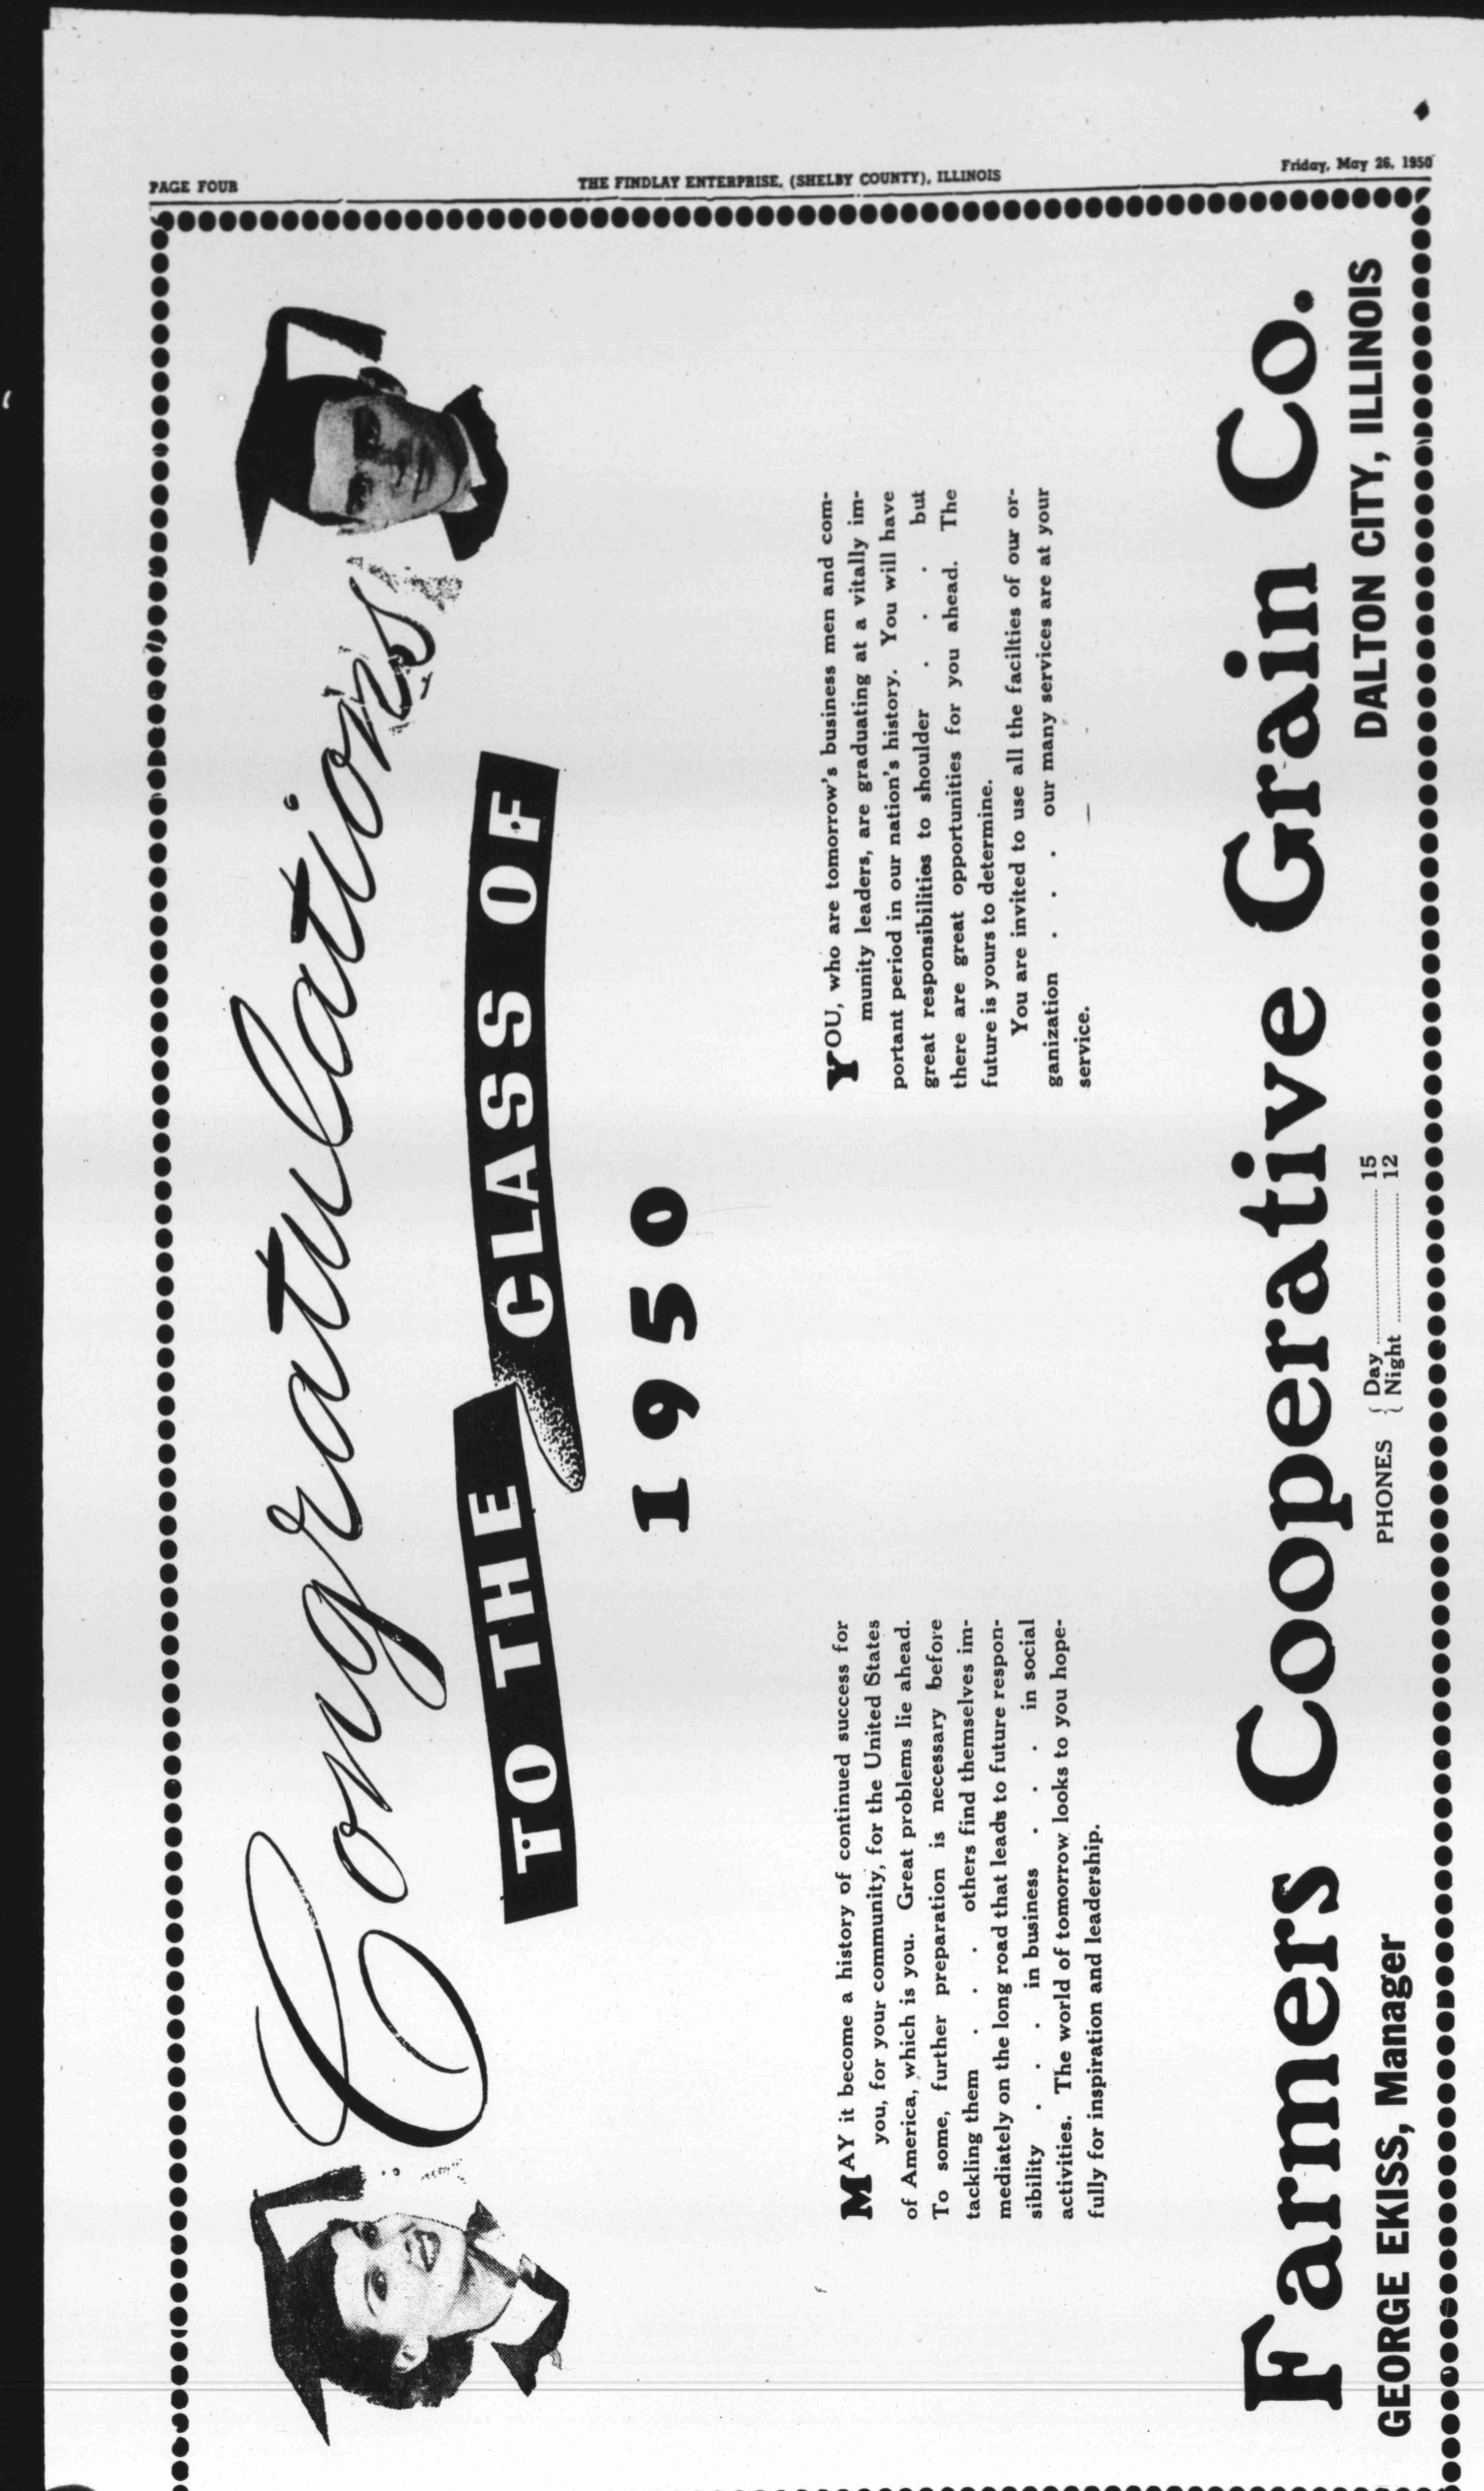 PAGE FOUR
THE FINDLAY ENTERPRISE, (SHELBY COUNTY), ILLINOIS
Friday, May 26, 1950
Congratulations
TO THE CLASS OF
1950
MAY it become a history of continued success for
you, for your community, for the United States
of America, which is you. Great problems lie ahead.
To some, further preparation is necessary before
tackling them . . . others find themselves im-
mediately on the long road that leads to future respon-
sibility . . . in business . . . in social
activities. The world of tomorrow looks to you hope-
fully for inspiration and leadership.
YOU, who are tomorrow's business men and com-
munity leaders, are graduating at a vitally im-
portant period in our nation's history. You will have
great responsibilities to shoulder . . . but
there are great opportunities for you ahead. The
future is yours to determine.
You are invited to use all the facilties of our or-
ganization . . . our many services are at your
service.
Farmers Cooperative Grain Co.
GEORGE EKISS, Manager
PHONES { Day ........ 15
Night ........ 12
DALTON CITY, ILLINOIS